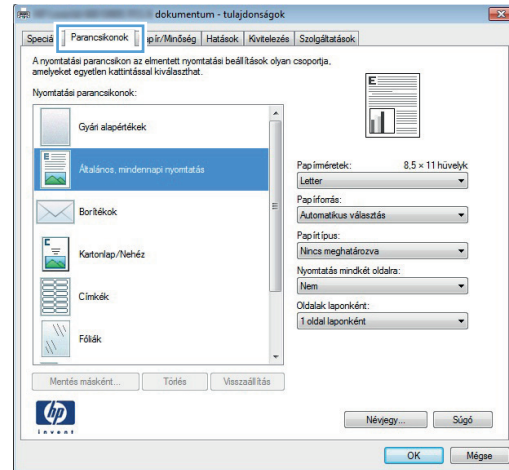 dokumentum - tulajdonságok
Parancsikonok
Hatások
Kivitelezés
Szolgáltatások
A nyomtatási parancsikon az elmentett nyomtatási beállítások olyan csoportja,
amelyeket egyetlen kattintással kiválaszthat.
Nyomtatási parancsikonok:
Gyári alapértékek
Általános, mindennapi nyomtatás
Borítékok
Kartonlap/Nehéz
Címkék
Fóliák
Mentés másként...
Törlés
Visszaállítás
E
Papírméretek: 8,5 × 11 hüvelyk
Letter
Papírforrás:
Automatikus választás
Papírtípus:
Nincs meghatározva
Nyomtatás mindkét oldalra:
Nem
Oldalak laponként:
1 oldal laponként
hp
invent
Névjegy...
Súgó
OK
Mégse